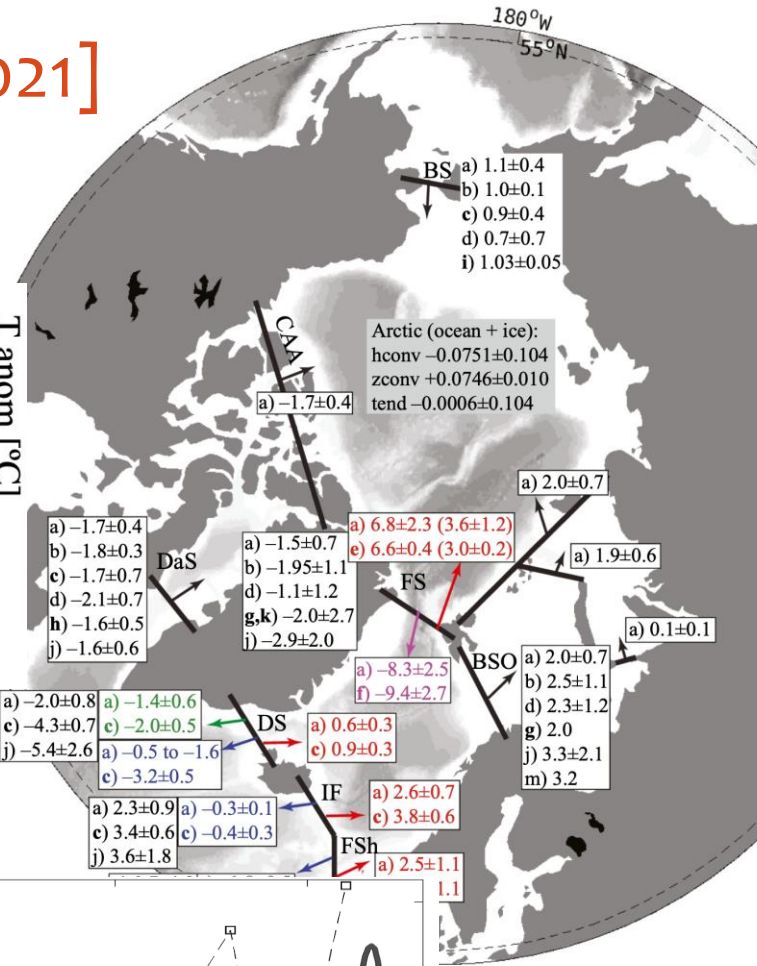 021]
180°W
55°N
BS
a) 1.1±0.4
b) 1.0±0.1
c) 0.9±0.4
d) 0.7±0.7
i) 1.03±0.05
T anom [°C]
CAA
Arctic (ocean + ice):
hconv –0.0751±0.104
zconv +0.0746±0.010
tend –0.0006±0.104
a) –1.7±0.4
a) 2.0±0.7
a) –1.7±0.4
b) –1.8±0.3
c) –1.7±0.7
d) –2.1±0.7
h) –1.6±0.5
j) –1.6±0.6
DaS
a) –1.5±0.7
b) –1.95±1.1
d) –1.1±1.2
g,k) –2.0±2.7
j) –2.9±2.0
a) 6.8±2.3 (3.6±1.2)
e) 6.6±0.4 (3.0±0.2)
FS
a) 1.9±0.6
a) 0.1±0.1
a) –8.3±2.5
f) –9.4±2.7
BSO
a) 2.0±0.7
b) 2.5±1.1
d) 2.3±1.2
g) 2.0
j) 3.3±2.1
m) 3.2
a) –2.0±0.8
c) –4.3±0.7
j) –5.4±2.6
a) –1.4±0.6
c) –2.0±0.5
a) –0.5 to –1.6
c) –3.2±0.5
DS
a) 0.6±0.3
c) 0.9±0.3
a) 2.3±0.9
c) 3.4±0.6
j) 3.6±1.8
a) –0.3±0.1
c) –0.4±0.3
IF
a) 2.6±0.7
c) 3.8±0.6
FSh
a) 2.5±1.1
1.1